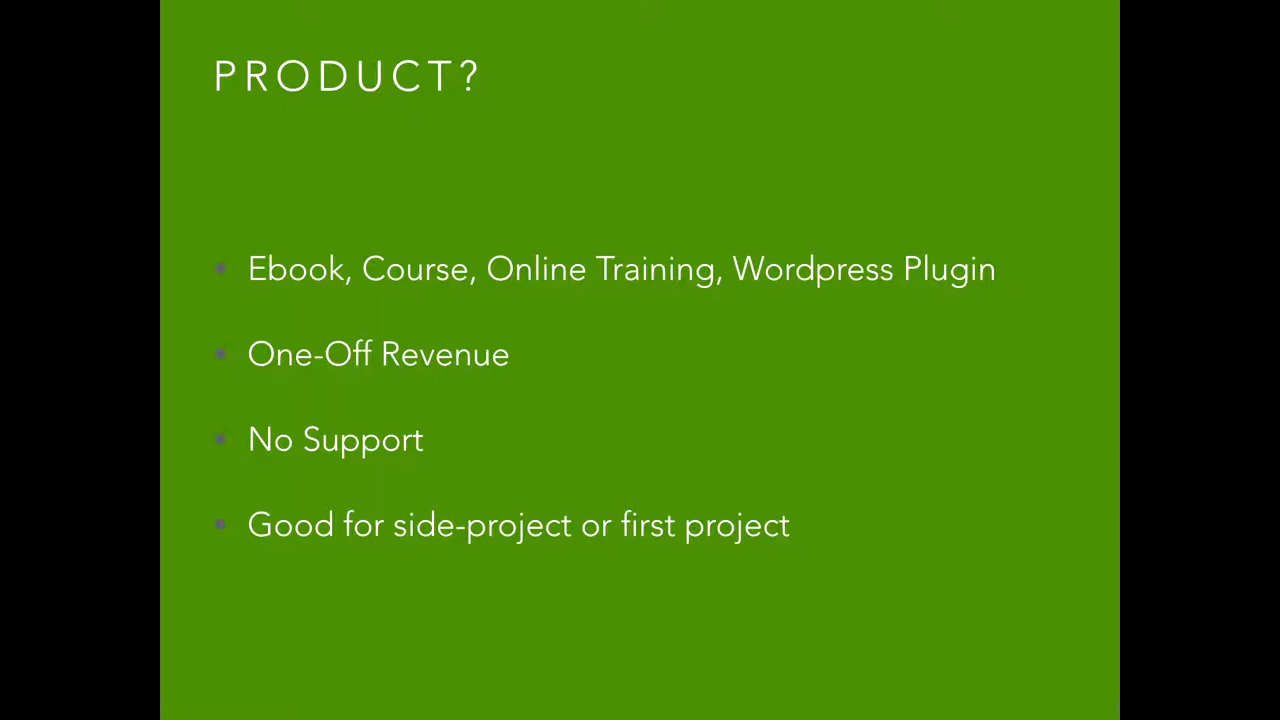 PRODUCT?
Ebook, Course, Online Training, Wordpress Plugin
One-Off Revenue
No Support
Good for side-project or first project